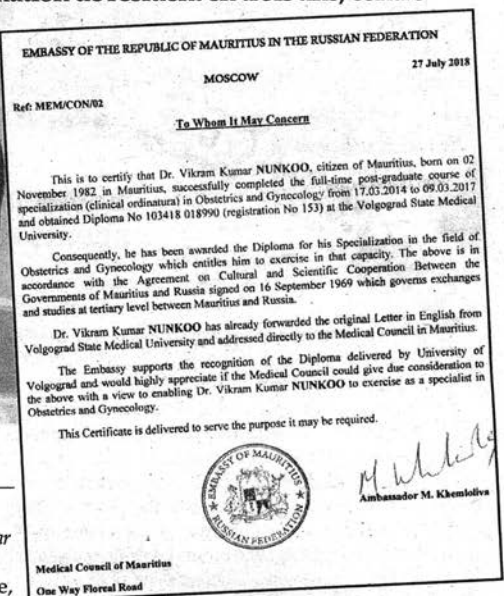 EMBASSY OF THE REPUBLIC OF MAURITIUS IN THE RUSSIAN FEDERATION
MOSCOW
27 July 2018
Ref: MEM/CON/02
To Whom It May Concern
This is to certify that Dr. Vikram Kumar NUNKOO, citizen of Mauritius, born on 02
November 1982 in Mauritius, successfully completed the full-time post-graduate course of
specialization (clinical ordinatura) in Obstetrics and Gynecology from 17.03.2014 to 09.03.2017
and obtained Diploma No 103418 018990 (registration No 153) at the Volgograd State Medical
University.
Consequently, he has been awarded the Diploma for his Specialization in the field of
Obstetrics and Gynecology which entitles him to exercise in that capacity. The above is in
accordance with the Agreement on Cultural and Scientific Cooperation Between the
Governments of Mauritius and Russia signed on 16 September 1969 which governs exchanges
and studies at tertiary level between Mauritius and Russia.
Dr. Vikram Kumar NUNKOO has already forwarded the original Letter in English from
Volgograd State Medical University and addressed directly to the Medical Council in Mauritius.
The Embassy supports the recognition of the Diploma delivered by University of
Volgograd and would highly appreciate if the Medical Council could give due consideration to
the above with a view to enabling Dr. Vikram Kumar NUNKOO to exercise as a specialist in
Obstetrics and Gynecology.
This Certificate is delivered to serve the purpose it may be required.
EMBASSY OF MAURITIUS
RUSSIAN FEDERATION
Ambassador M. Khemloliva
Medical Council of Mauritius
One Way Floreal Road